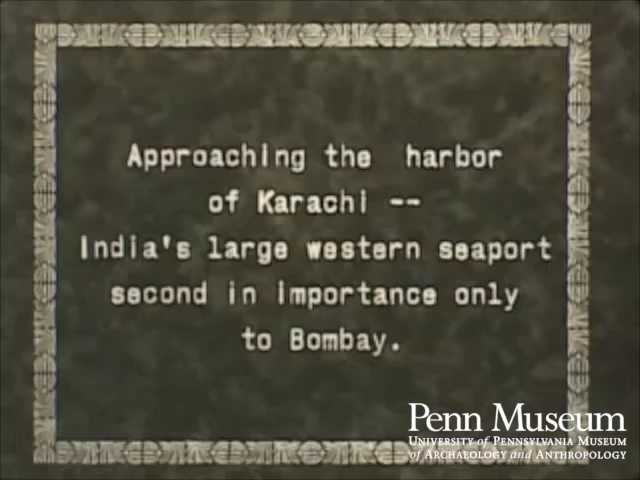 Approaching the harbor
of Karachi --
India's large western seaport
second in importance only
to Bombay.
Penn Museum
University of Pennsylvania Museum
of Archaeology and Anthropology